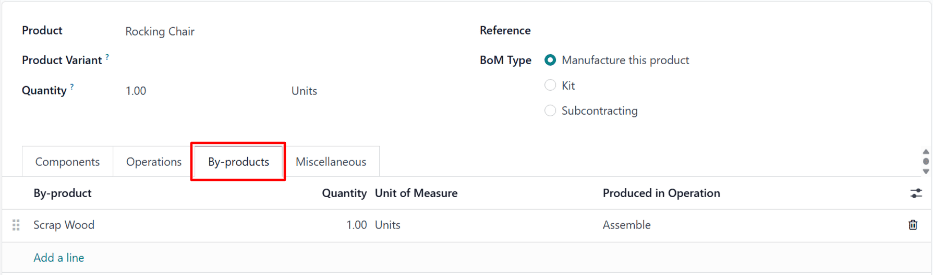 Product Rocking Chair Reference
Product Variant ? BoM Type Manufacture this product
Quantity ? 1.00 Units Kit
Subcontracting
Components Operations By-products Miscellaneous
By-product Quantity Unit of Measure Produced in Operation
Scrap Wood 1.00 Units Assemble
Add a line